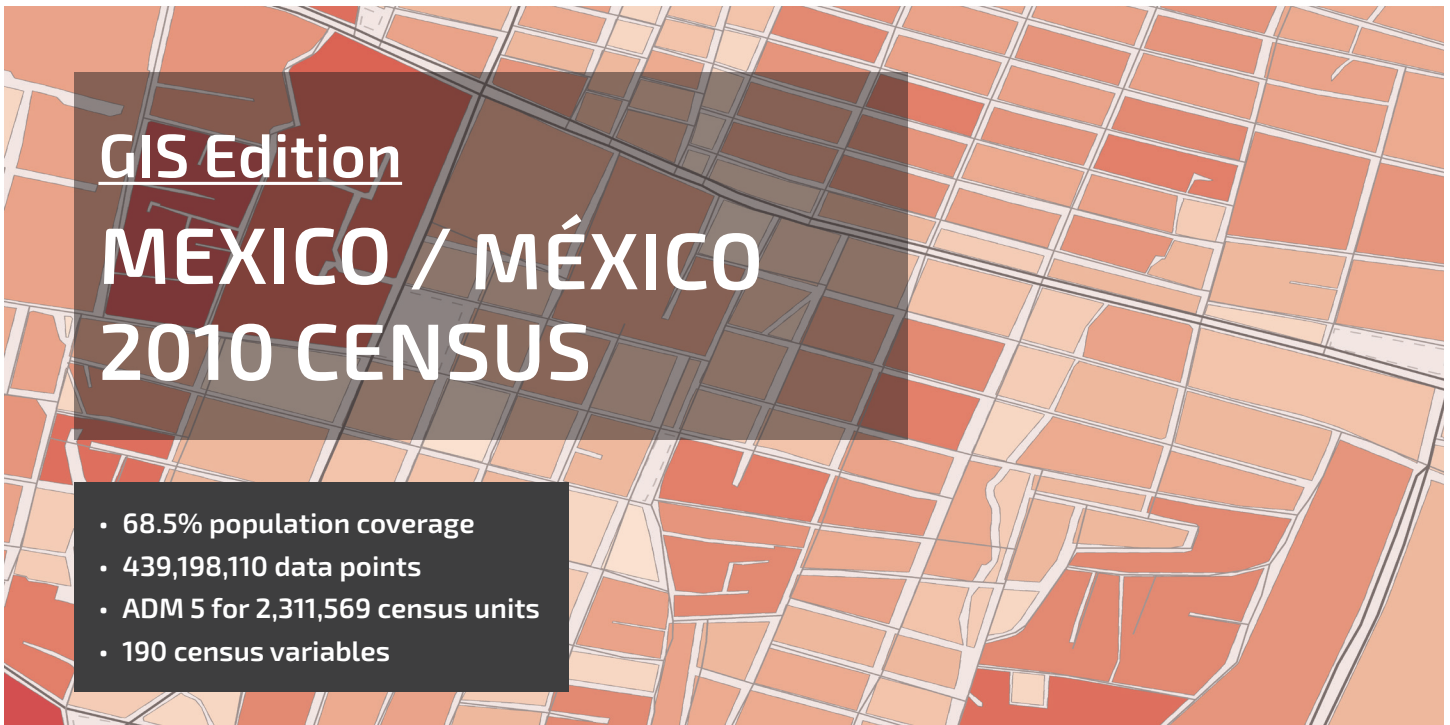 GIS Edition
MEXICO / MÉXICO
2010 CENSUS
• 68.5% population coverage
• 439,198,110 data points
• ADM 5 for 2,311,569 census units
• 190 census variables